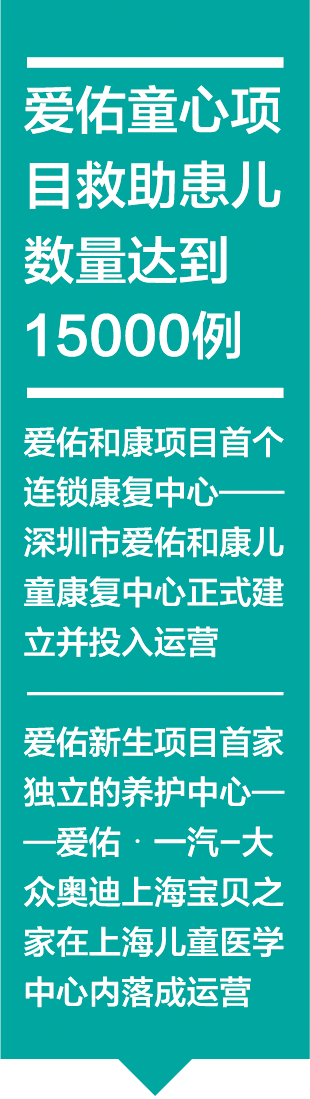 爱佑童心项
目救助患儿
数量达到
15000例
爱佑和康项目首个
连锁康复中心——
深圳市爱佑和康儿
童康复中心正式建
立并投入运营
爱佑新生项目首家
独立的养护中心—
—爱佑·一汽-大
众奥迪上海宝贝之
家在上海儿童医学
中心内落成运营